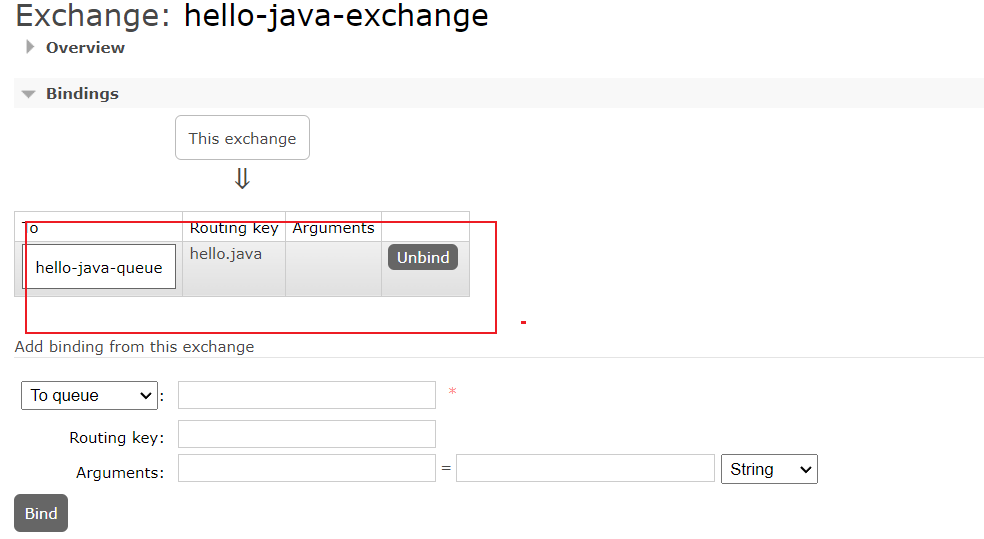 Exchange: hello-java-exchange
Overview
Bindings
This exchange
⇓
To Routing key Arguments
hello-java-queue hello.java Unbind
Add binding from this exchange
To queue : *
Routing key:
Arguments: = String
Bind